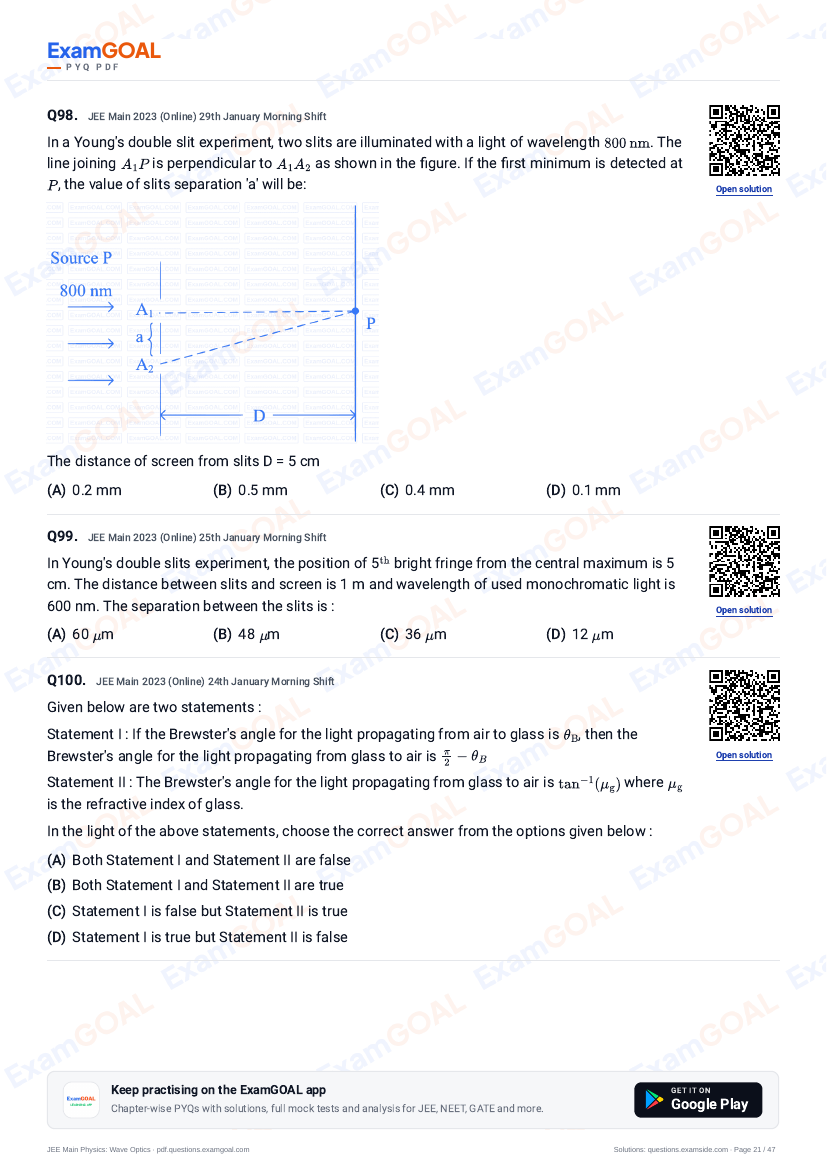 ExamGOAL
PYQ PDF
Q98. JEE Main 2023 (Online) 29th January Morning Shift
In a Young's double slit experiment, two slits are illuminated with a light of wavelength 800 nm. The
line joining A₁P is perpendicular to A₁A₂ as shown in the figure. If the first minimum is detected at
P, the value of slits separation 'a' will be:
Open solution
Source P
800 nm
A₁
a
A₂
P
D
The distance of screen from slits D = 5 cm
(A) 0.2 mm (B) 0.5 mm (C) 0.4 mm (D) 0.1 mm
Q99. JEE Main 2023 (Online) 25th January Morning Shift
In Young's double slits experiment, the position of 5ᵗʰ bright fringe from the central maximum is 5
cm. The distance between slits and screen is 1 m and wavelength of used monochromatic light is
600 nm. The separation between the slits is :
Open solution
(A) 60 μm (B) 48 μm (C) 36 μm (D) 12 μm
Q100. JEE Main 2023 (Online) 24th January Morning Shift
Given below are two statements :
Statement I : If the Brewster's angle for the light propagating from air to glass is θ_B, then the
Brewster's angle for the light propagating from glass to air is π/2 − θ_B
Open solution
Statement II : The Brewster's angle for the light propagating from glass to air is tan⁻¹(μ_g) where μ_g
is the refractive index of glass.
In the light of the above statements, choose the correct answer from the options given below :
(A) Both Statement I and Statement II are false
(B) Both Statement I and Statement II are true
(C) Statement I is false but Statement II is true
(D) Statement I is true but Statement II is false
ExamGOAL
Keep practising on the ExamGOAL app
Chapter-wise PYQs with solutions, full mock tests and analysis for JEE, NEET, GATE and more.
GET IT ON
Google Play
JEE Main Physics: Wave Optics · pdf.questions.examgoal.com
Solutions: questions.examside.com · Page 21 / 47